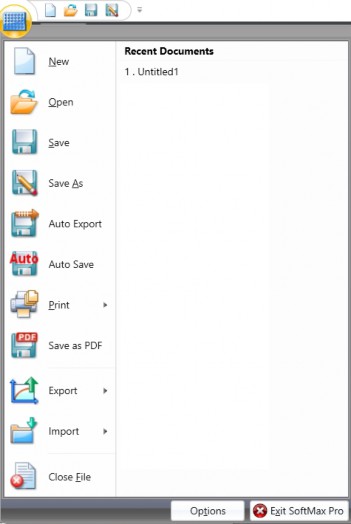 Recent Documents
1 . Untitled1
New
Open
Save
Save As
Auto Export
Auto
Auto Save
Print
PDF
Save as PDF
Export
Import
Close File
Options
Exit SoftMax Pro